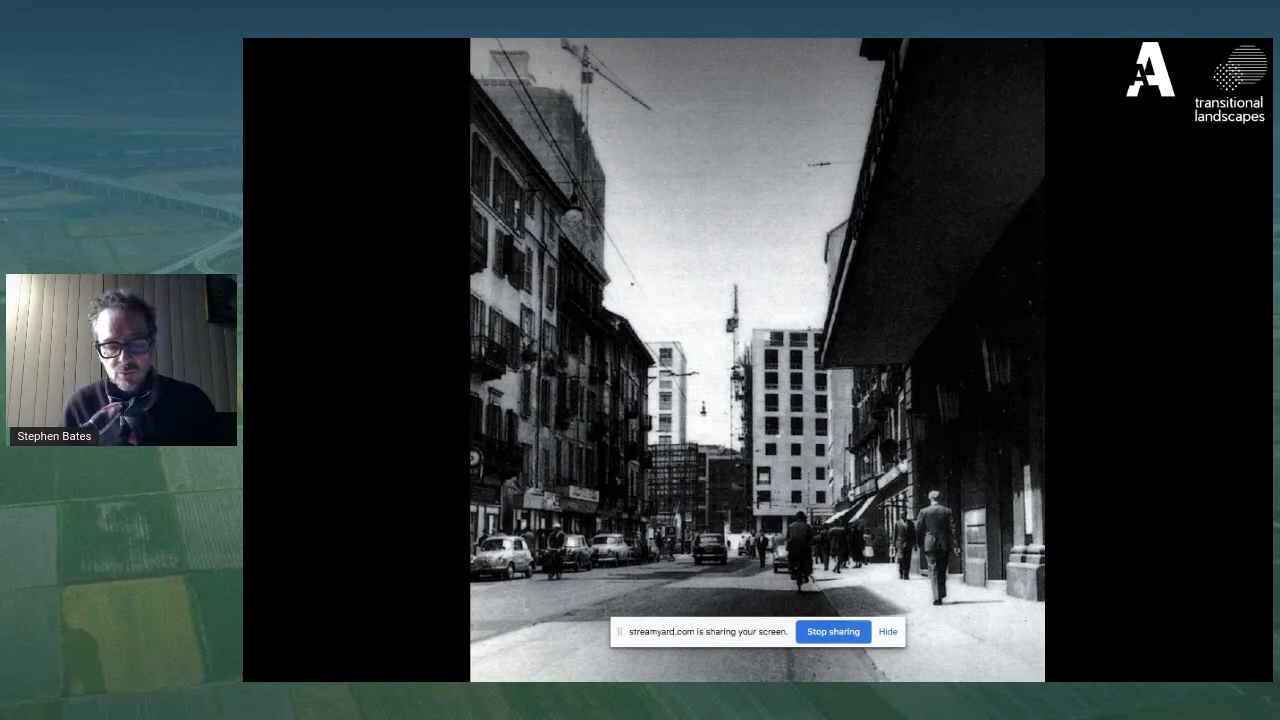 A
A
transitional
landscapes
Stephen Bates
streamyard.com is sharing your screen.
Stop sharing
Hide